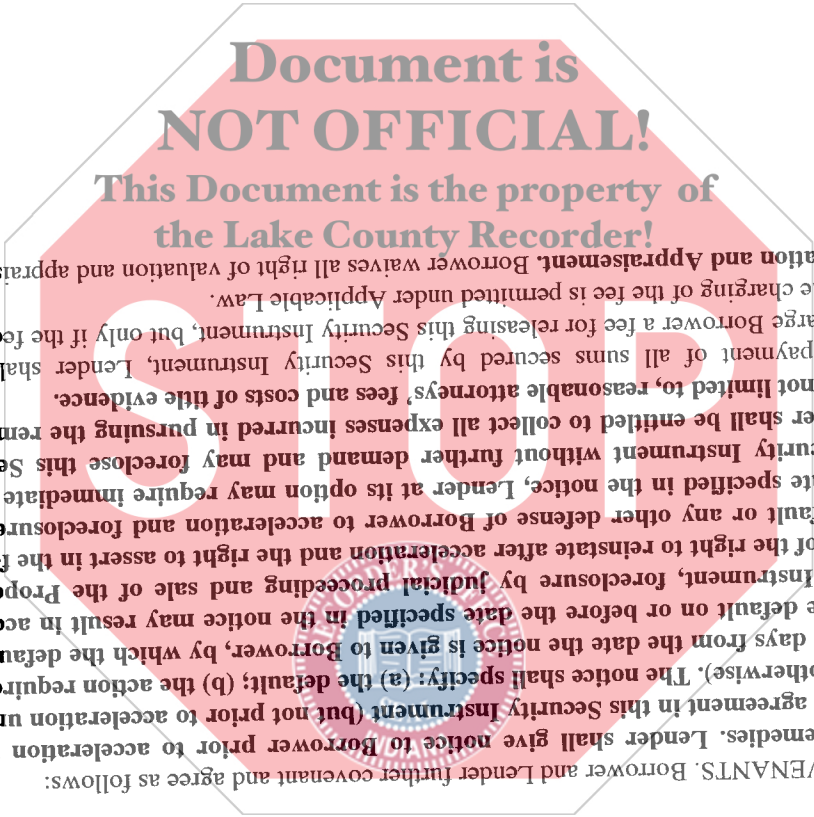 Document is
NOT OFFICIAL!
This Document is the property of
the Lake County Recorder!
STOP
VENANTS. Borrower and Lender further covenant and agree as follows:
emedies. Lender shall give notice to Borrower prior to acceleration
agreement in this Security Instrument (but not prior to acceleration un
otherwise). The notice shall specify: (a) the default; (b) the action requir
days from the date the notice is given to Borrower, by which the defau
e default on or before the date specified in the notice may result in acc
Instrument, foreclosure by judicial proceeding and sale of the Prope
of the right to reinstate after acceleration and the right to assert in the f
fault or any other defense of Borrower to acceleration and foreclosure
te specified in the notice, Lender at its option may require immediate
curity Instrument without further demand and may foreclose this Se
er shall be entitled to collect all expenses incurred in pursuing the rem
not limited to, reasonable attorneys' fees and costs of title evidence.
payment of all sums secured by this Security Instrument, Lender shal
arge Borrower a fee for releasing this Security Instrument, but only if the fee
e charging of the fee is permitted under Applicable Law.
ation and Appraisement. Borrower waives all right of valuation and apprais